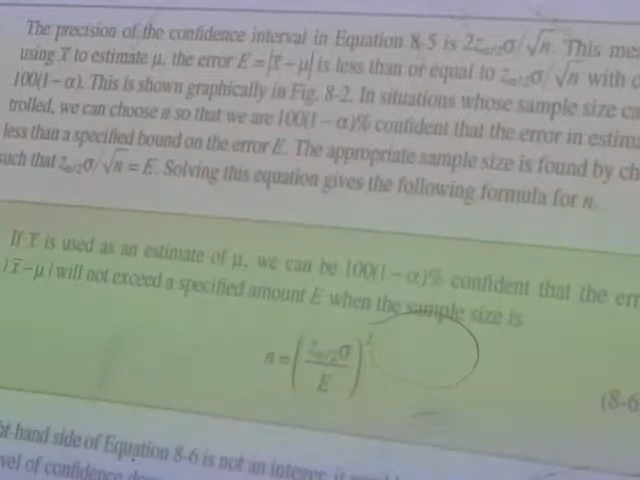 The precision of the confidence interval in Equation 8-5 is 2z_{α/2}σ/√n. This
using X̄ to estimate μ, the error E = |x̄ − μ| is less than or equal to z_{α/2}σ/√n with
100(1 − α). This is shown graphically in Fig. 8-2. In situations whose sample size
trolled, we can choose n so that we are 100(1 − α)% confident that the error in
less than a specified bound on the error E. The appropriate sample size is found by
such that z_{α/2}σ/√n = E. Solving this equation gives the following formula for n.
If x̄ is used as an estimate of μ, we can be 100(1 − α)% confident that the
|x̄ − μ| will not exceed a specified amount E when the sample size is
n = (z_{α/2}σ / E)²
(8-6
ht-hand side of Equation 8-6 is not an integer, it
vel of confidence